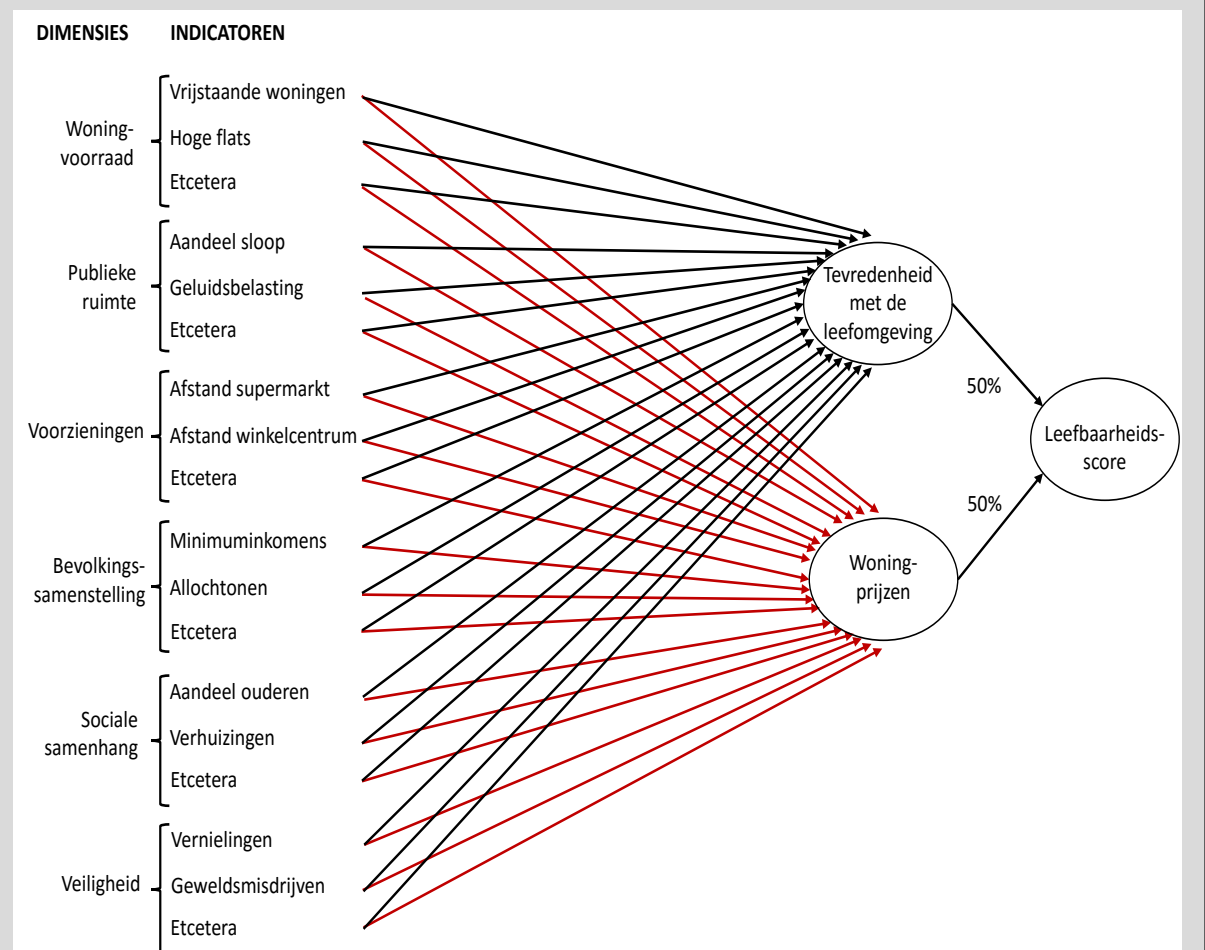 DIMENSIES INDICATOREN
Woning-
voorraad
Vrijstaande woningen
Hoge flats
Etcetera
Publieke
ruimte
Aandeel sloop
Geluidsbelasting
Etcetera
Voorzieningen
Afstand supermarkt
Afstand winkelcentrum
Etcetera
Bevolkings-
samenstelling
Minimuminkomens
Allochtonen
Etcetera
Sociale
samenhang
Aandeel ouderen
Verhuizingen
Etcetera
Veiligheid
Vernielingen
Geweldsmisdrijven
Etcetera
Tevredenheid
met de
leefomgeving
Woning-
prijzen
50%
50%
Leefbaarheids-
score